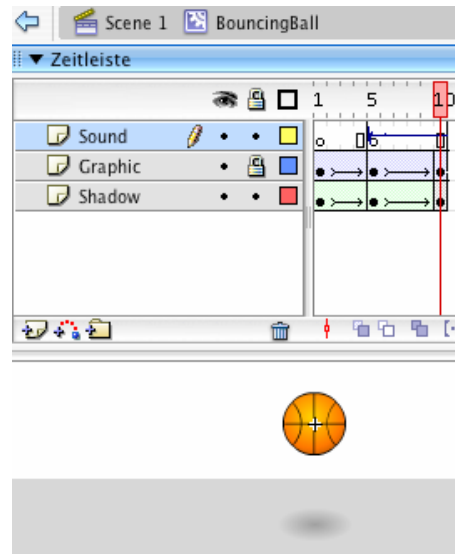 Scene 1 BouncingBall
Zeitleiste
1 5 10
Sound
Graphic
Shadow